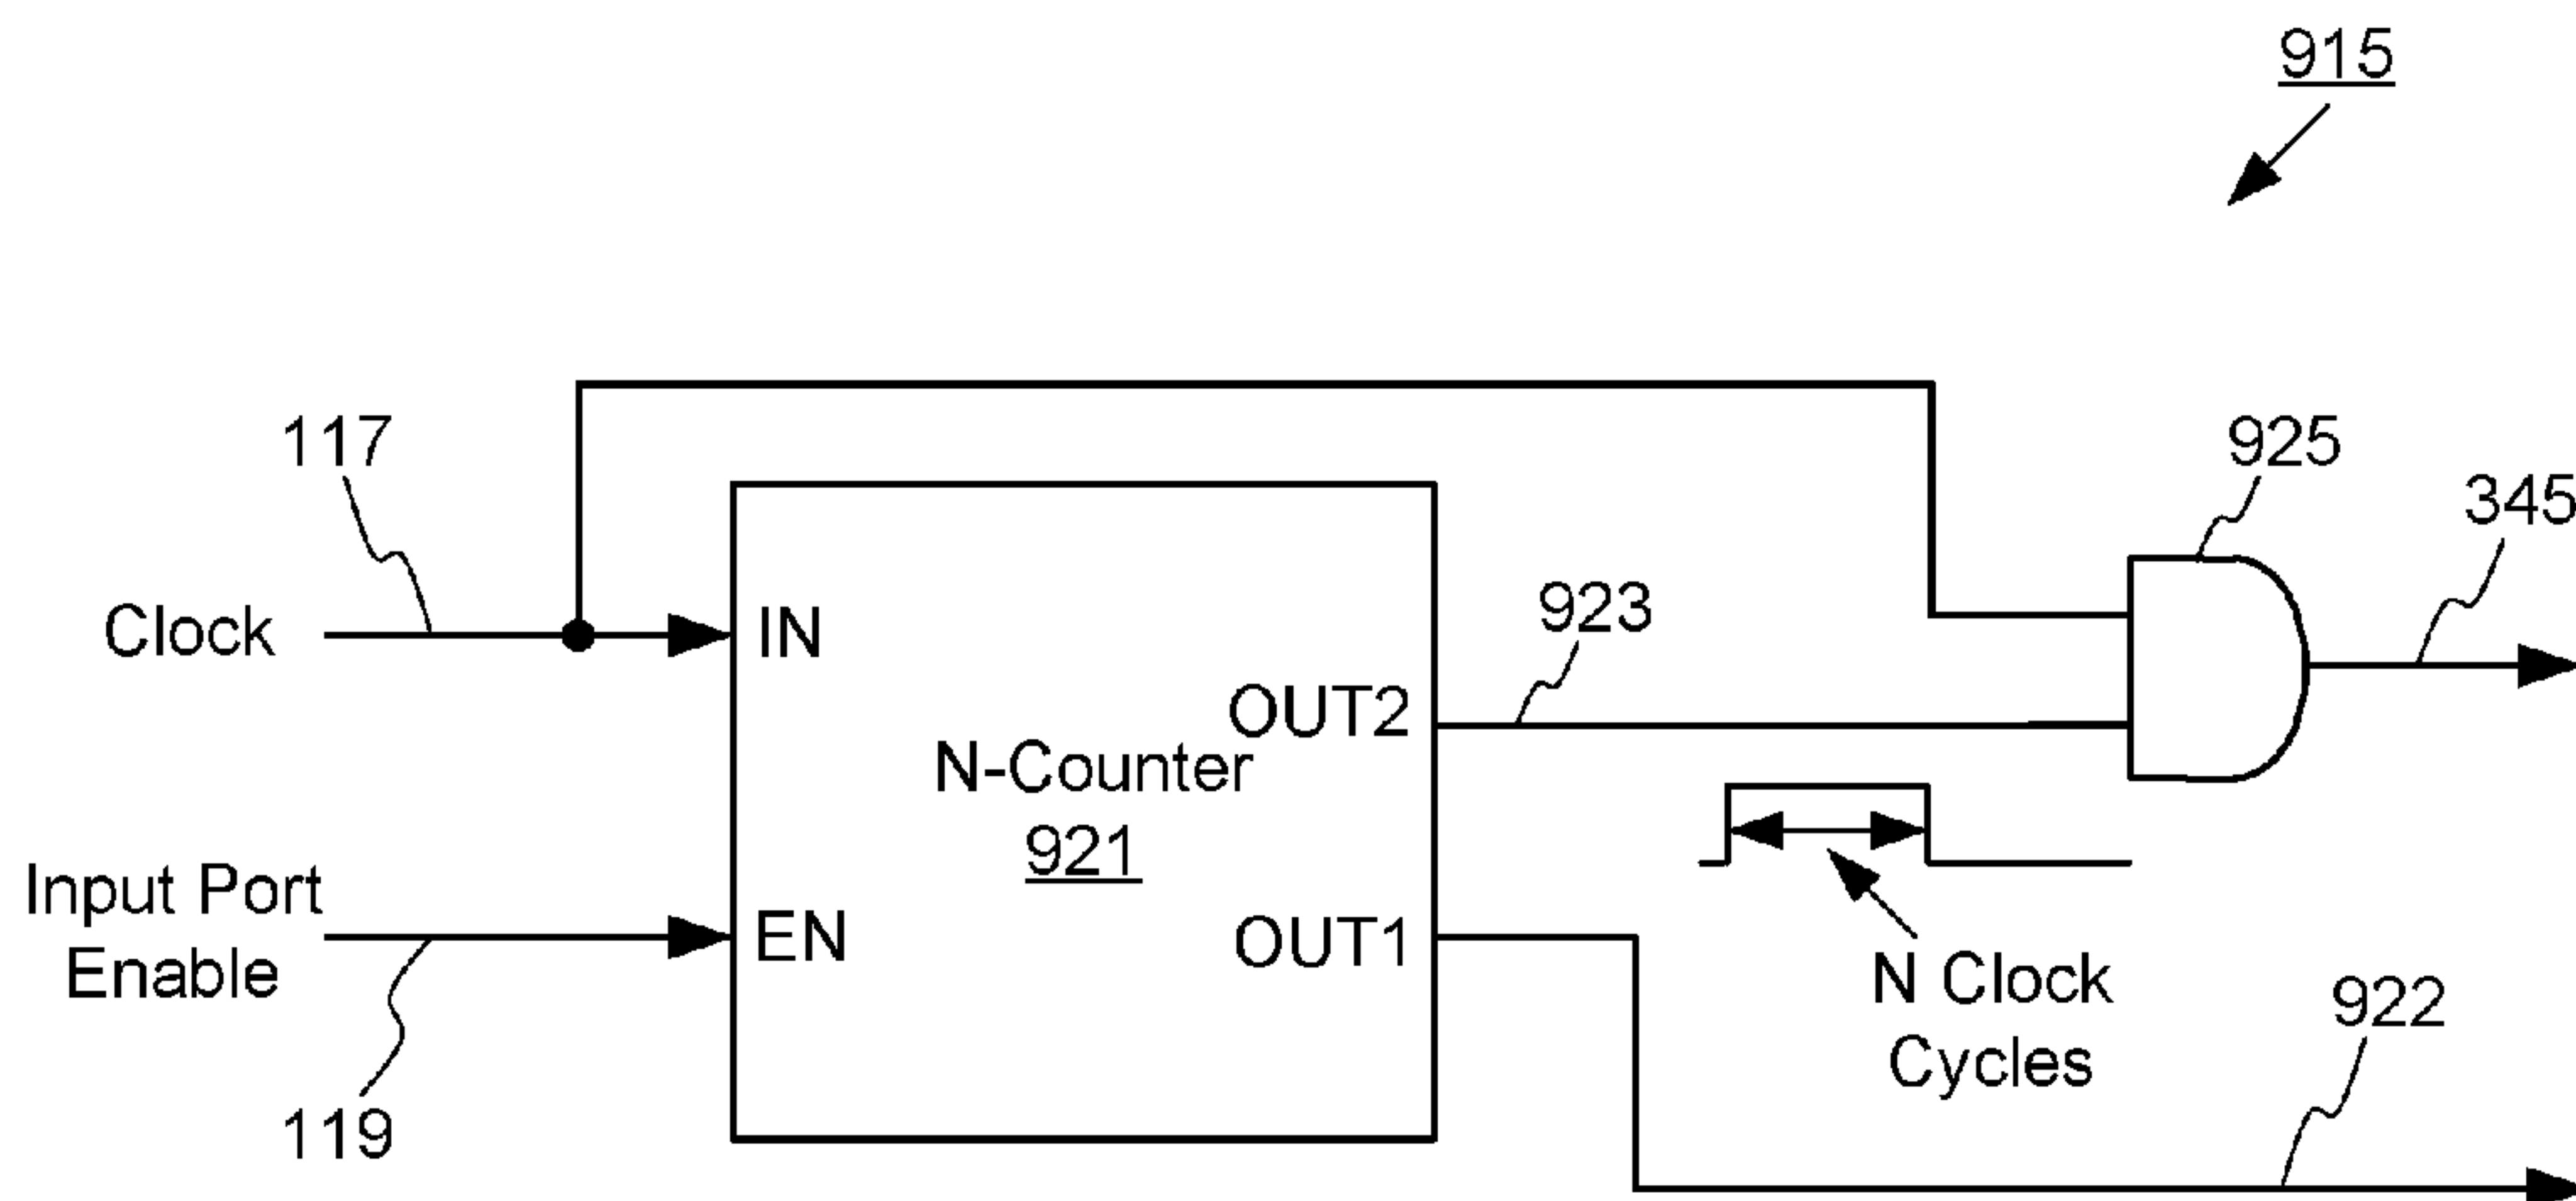 915
117
925
345
923
Clock
IN
OUT2
N-Counter
921
Input Port
Enable
EN
OUT1
N Clock
Cycles
922
119